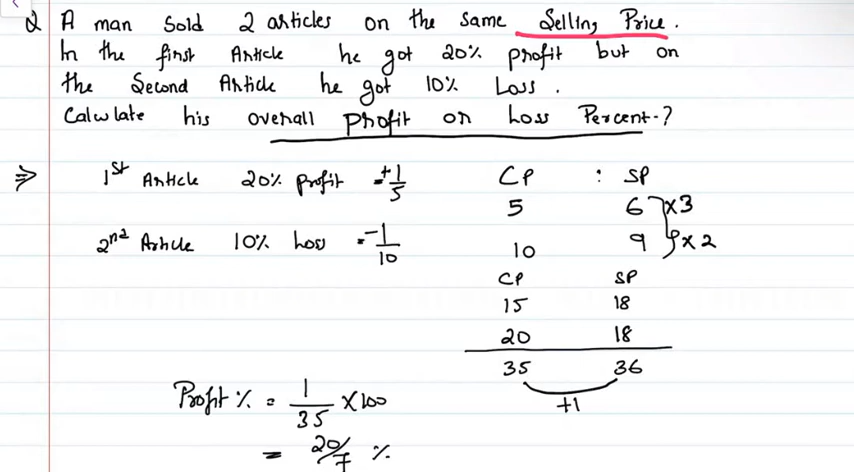 Q A man sold 2 articles on the same Selling Price.
In the first Article he got 20% profit but on
the Second Article he got 10% Loss.
Calculate his overall Profit or Loss Percent.?
⇒ 1st Article 20% profit = +1/5 CP : SP
5 6 ×3
2nd Article 10% Loss = -1/10 10 9 ×2
CP SP
15 18
20 18
35 36
+1
Profit % = 1/35 × 100
= 20/7 %